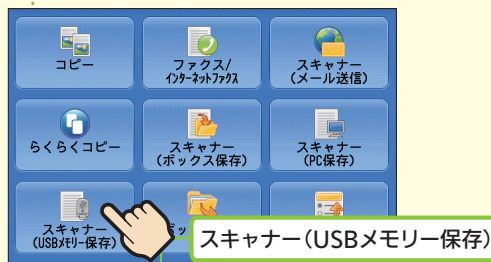 コピー
ファクス/
インターネットファクス
スキャナー
(メール送信)
らくらくコピー
スキャナー
(ボックス保存)
スキャナー
(PC保存)
スキャナー
(USBメモリー保存)
スキャナー(USBメモリー保存)